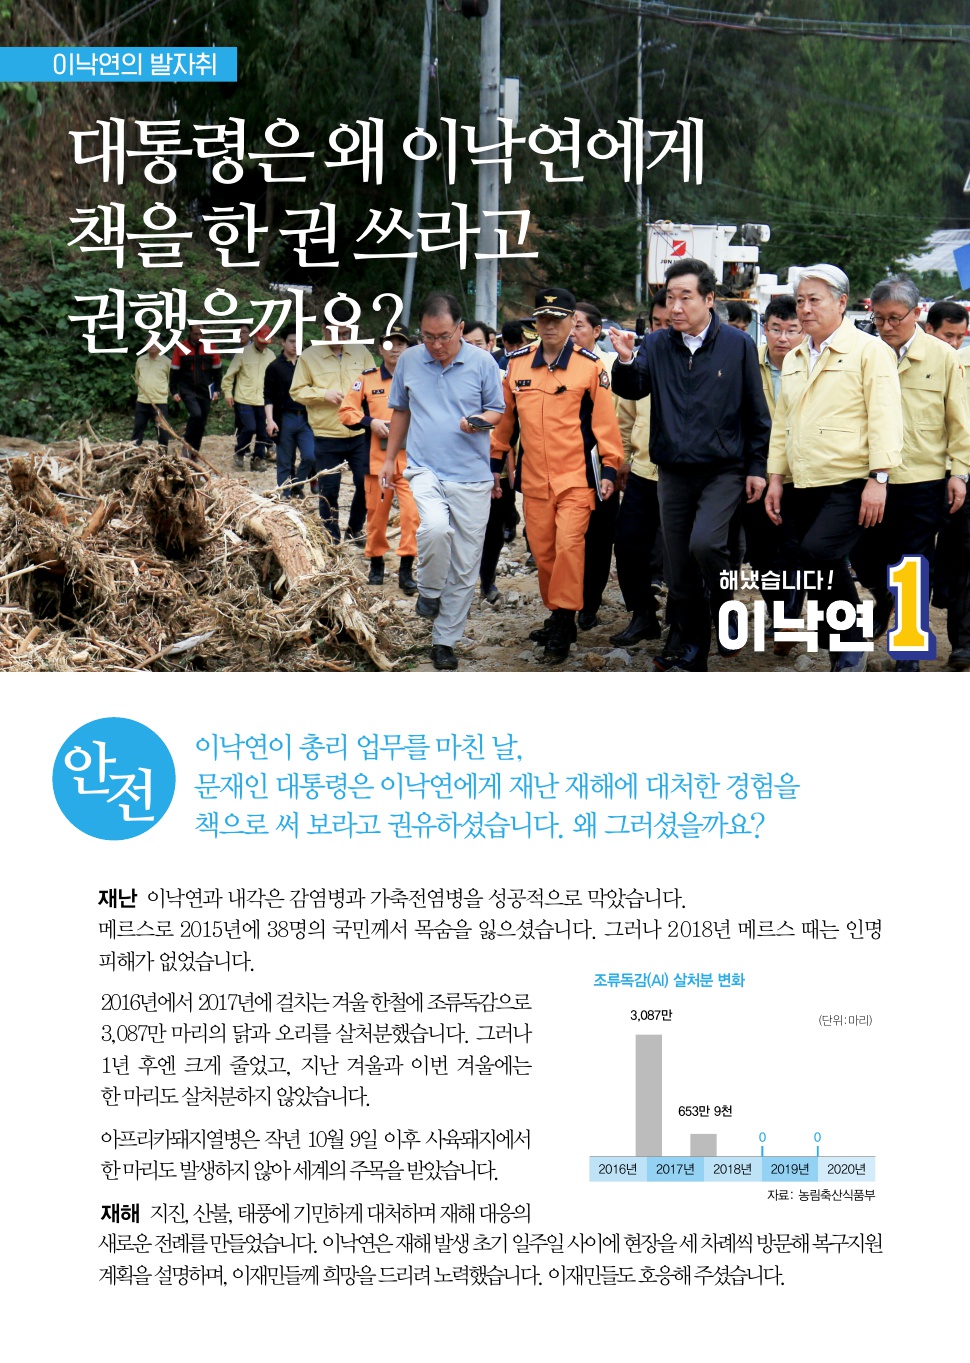 이낙연의 발자취
대통령은 왜 이낙연에게
책을 한 권 쓰라고
권했을까요?
해냈습니다!
이낙연 1
안전
이낙연이 총리 업무를 마친 날,
문재인 대통령은 이낙연에게 재난 재해에 대처한 경험을
책으로 써 보라고 권유하셨습니다. 왜 그러셨을까요?
재난 이낙연과 내각은 감염병과 가축전염병을 성공적으로 막았습니다.
메르스로 2015년에 38명의 국민께서 목숨을 잃으셨습니다. 그러나 2018년 메르스 때는 인명
피해가 없었습니다.
2016년에서 2017년에 걸치는 겨울 한철에 조류독감으로
3,087만 마리의 닭과 오리를 살처분했습니다. 그러나
1년 후엔 크게 줄었고, 지난 겨울과 이번 겨울에는
한 마리도 살처분하지 않았습니다.
아프리카돼지열병은 작년 10월 9일 이후 사육돼지에서
한 마리도 발생하지 않아 세계의 주목을 받았습니다.
조류독감(AI) 살처분 변화
(단위:마리)
3,087만
653만 9천
0
0
2016년 2017년 2018년 2019년 2020년
자료: 농림축산식품부
재해 지진, 산불, 태풍에 기민하게 대처하며 재해 대응의
새로운 전례를 만들었습니다. 이낙연은 재해 발생 초기 일주일 사이에 현장을 세 차례씩 방문해 복구지원
계획을 설명하며, 이재민들께 희망을 드리려 노력했습니다. 이재민들도 호응해 주셨습니다.